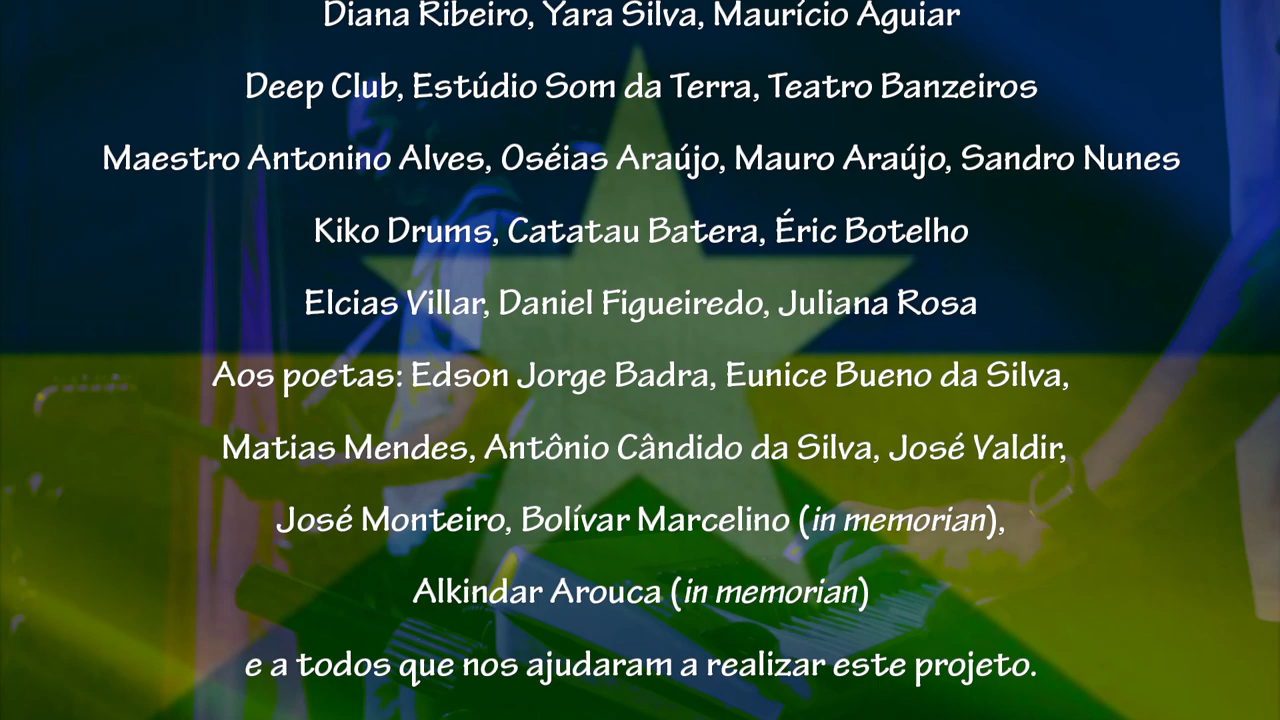 Diana Ribeiro, Yara Silva, Maurício Aguiar
Deep Club, Estúdio Som da Terra, Teatro Banzeiros
Maestro Antonino Alves, Oséias Araújo, Mauro Araújo, Sandro Nunes
Kiko Drums, Catatau Batera, Éric Botelho
Elcias Villar, Daniel Figueiredo, Juliana Rosa
Aos poetas: Edson Jorge Badra, Eunice Bueno da Silva,
Matias Mendes, Antônio Cândido da Silva, José Valdir,
José Monteiro, Bolívar Marcelino (in memorian),
Alkindar Arouca (in memorian)
e a todos que nos ajudaram a realizar este projeto.